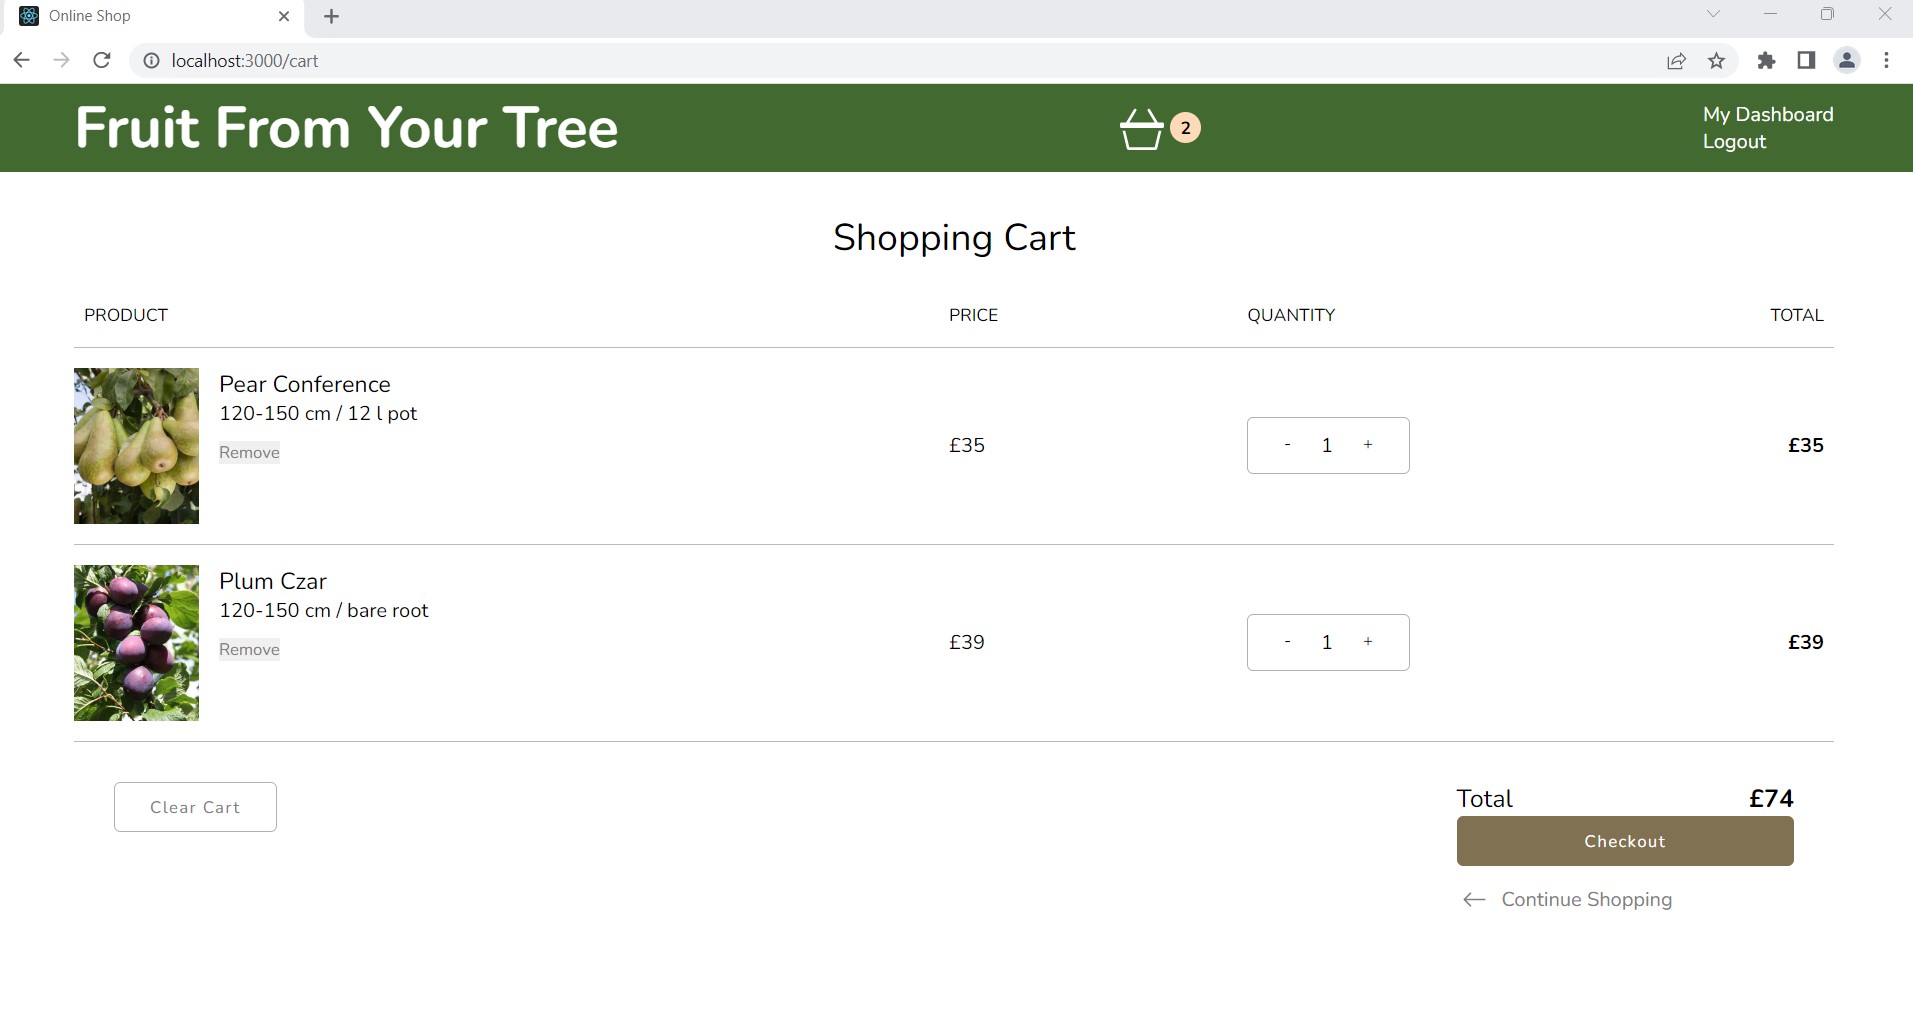 Online Shop
localhost:3000/cart
Fruit From Your Tree
2
My Dashboard
Logout
Shopping Cart
PRODUCT PRICE QUANTITY TOTAL
Pear Conference
120-150 cm / 12 l pot
Remove
£35 - 1 + £35
Plum Czar
120-150 cm / bare root
Remove
£39 - 1 + £39
Clear Cart
Total £74
Checkout
Continue Shopping